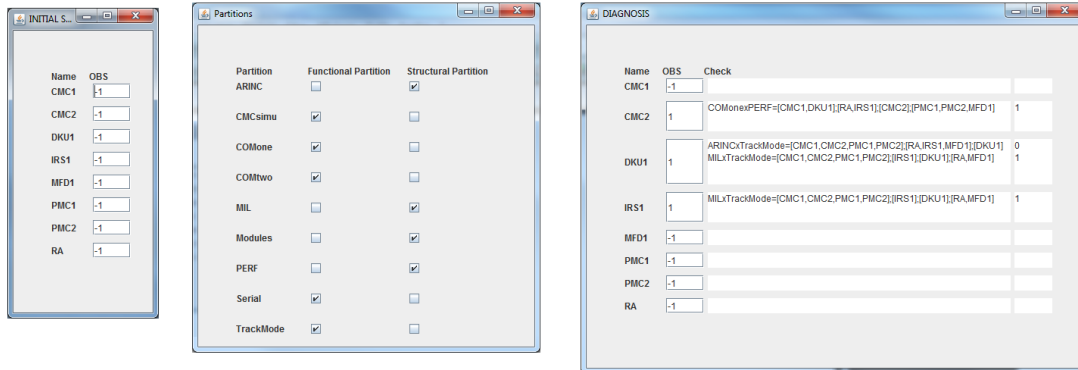 INITIAL S...
Name OBS
CMC1 -1
CMC2 -1
DKU1 -1
IRS1 -1
MFD1 -1
PMC1 -1
PMC2 -1
RA -1
Partitions
Partition Functional Partition Structural Partition
ARINC
CMCsimu
COMone
COMtwo
MIL
Modules
PERF
Serial
TrackMode
DIAGNOSIS
Name OBS Check
CMC1 -1
CMC2 1 COMonexPERF=[CMC1,DKU1];[RA,IRS1];[CMC2];[PMC1,PMC2,MFD1] 1
ARINCxTrackMode=[CMC1,CMC2,PMC1,PMC2];[RA,IRS1,MFD1];[DKU1] 0
DKU1 1 MILxTrackMode=[CMC1,CMC2,PMC1,PMC2];[IRS1];[DKU1];[RA,MFD1] 1
IRS1 1 MILxTrackMode=[CMC1,CMC2,PMC1,PMC2];[IRS1];[DKU1];[RA,MFD1] 1
MFD1 -1
PMC1 -1
PMC2 -1
RA -1